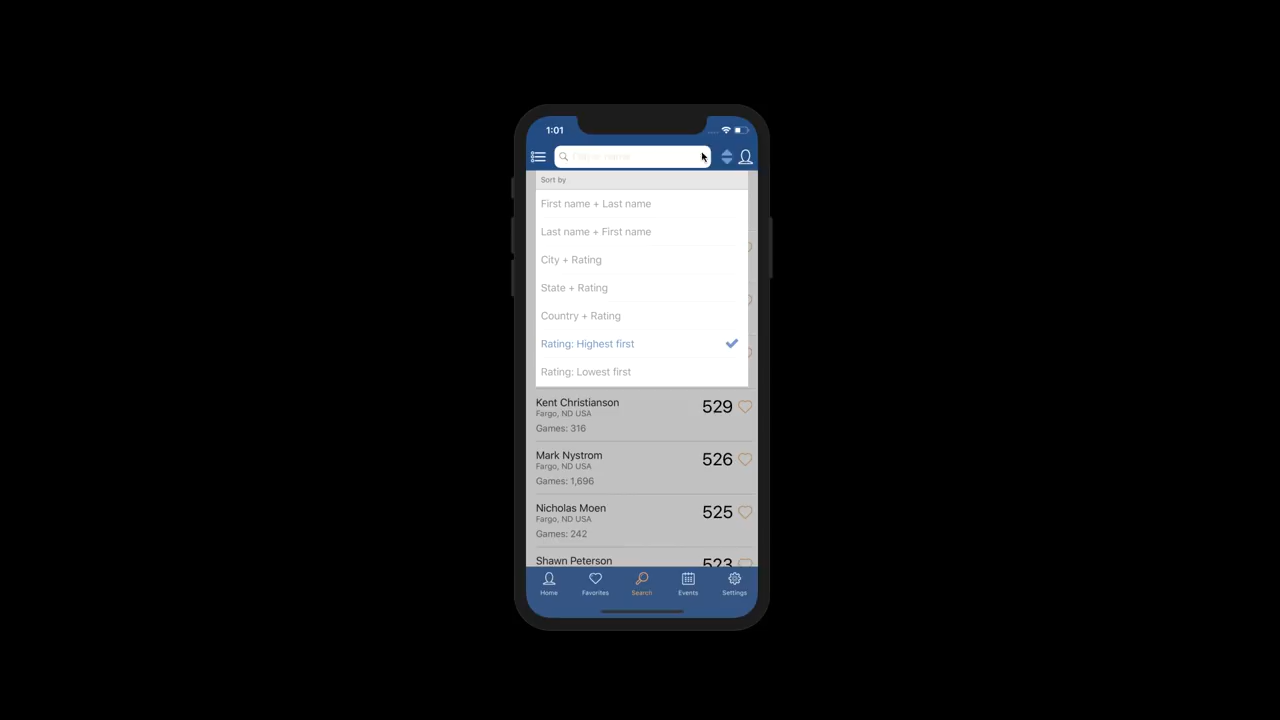 1:01
Sort by
First name + Last name
Last name + First name
City + Rating
State + Rating
Country + Rating
Rating: Highest first
Rating: Lowest first
Kent Christianson
529
Fargo, ND USA
Games: 316
Mark Nystrom
526
Fargo, ND USA
Games: 1,696
Nicholas Moen
525
Fargo, ND USA
Games: 242
Shawn Peterson
523
Home Favorites Search Events Settings